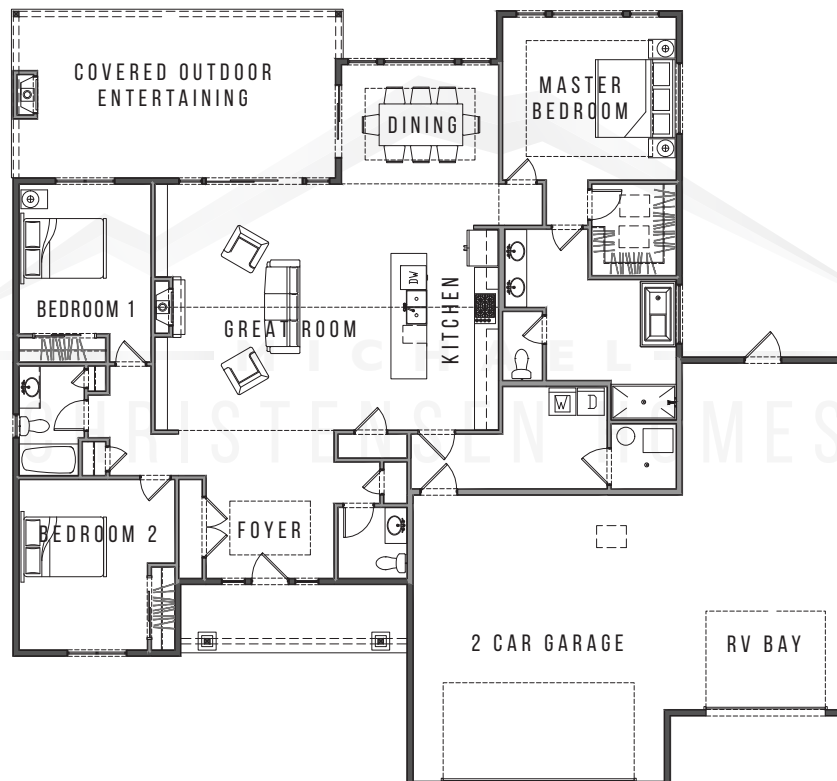 COVERED OUTDOOR
ENTERTAINING
DINING
MASTER
BEDROOM
BEDROOM 1
GREAT ROOM
DW
KITCHEN
MICHAEL
CHRISTENSEN HOMES
W
D
BEDROOM 2
FOYER
2 CAR GARAGE
RV BAY